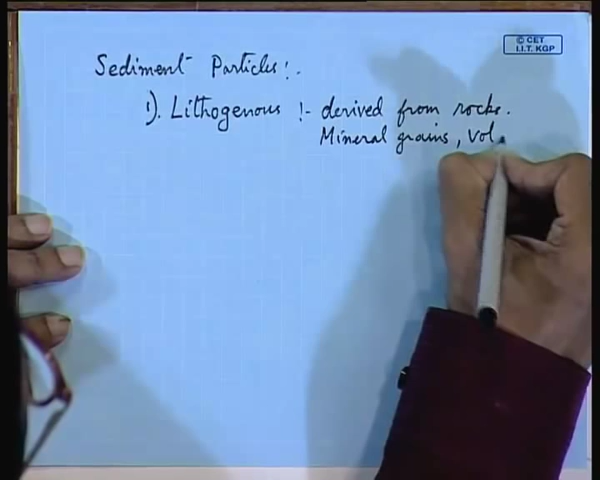 © CET
I.I.T. KGP
Sediment Particles :-
1). Lithogenous :- derived from rocks.
Mineral grains, vol